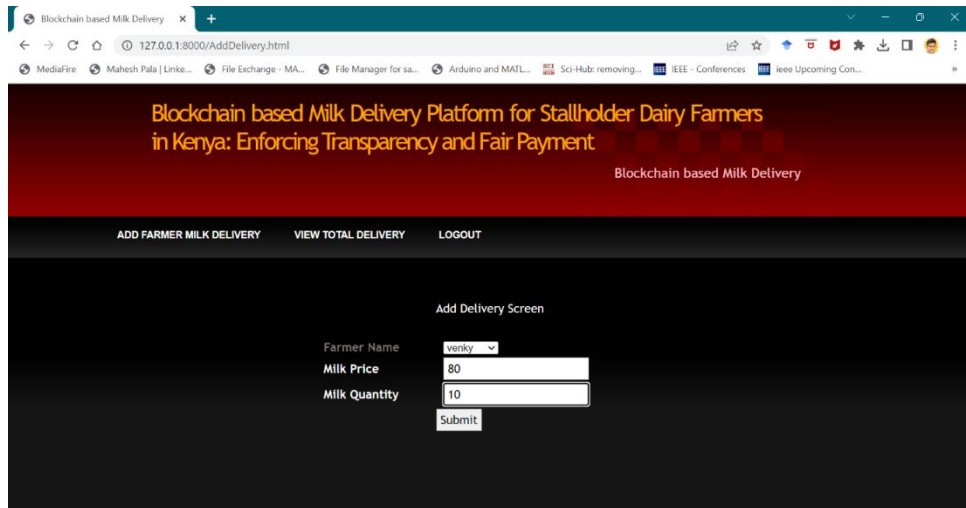 Blockchain based Milk Delivery
127.0.0.1:8000/AddDelivery.html
MediaFire Mahesh Pala | Linke... File Exchange - MA... File Manager for sa... Arduino and MATL... Sci-Hub: removing... IEEE - Conferences ieee Upcoming Con...
Blockchain based Milk Delivery Platform for Stallholder Dairy Farmers
in Kenya: Enforcing Transparency and Fair Payment
Blockchain based Milk Delivery
ADD FARMER MILK DELIVERY VIEW TOTAL DELIVERY LOGOUT
Add Delivery Screen
Farmer Name venky
Milk Price 80
Milk Quantity 10
Submit